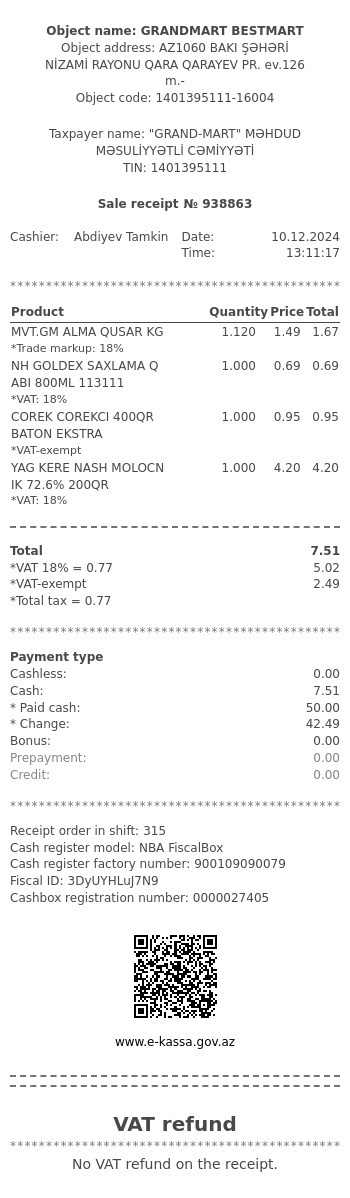 Object name: GRANDMART BESTMART
Object address: AZ1060 BAKI ŞƏHƏRİ
NİZAMİ RAYONU QARA QARAYEV PR. ev.126
m.-
Object code: 1401395111-16004
Taxpayer name: "GRAND-MART" MƏHDUD
MƏSULİYYƏTLİ CƏMİYYƏTİ
TIN: 1401395111
Sale receipt № 938863
Cashier: Abdiyev Tamkin Date: 10.12.2024
Time: 13:11:17
**********************************************
Product Quantity Price Total
MVT.GM ALMA QUSAR KG 1.120 1.49 1.67
*Trade markup: 18%
NH GOLDEX SAXLAMA Q 1.000 0.69 0.69
ABI 800ML 113111
*VAT: 18%
COREK COREKCI 400QR 1.000 0.95 0.95
BATON EKSTRA
*VAT-exempt
YAG KERE NASH MOLOCN 1.000 4.20 4.20
IK 72.6% 200QR
*VAT: 18%
Total 7.51
*VAT 18% = 0.77 5.02
*VAT-exempt 2.49
*Total tax = 0.77
**********************************************
Payment type
Cashless: 0.00
Cash: 7.51
* Paid cash: 50.00
* Change: 42.49
Bonus: 0.00
Prepayment: 0.00
Credit: 0.00
**********************************************
Receipt order in shift: 315
Cash register model: NBA FiscalBox
Cash register factory number: 900109090079
Fiscal ID: 3DyUYHLuJ7N9
Cashbox registration number: 0000027405
www.e-kassa.gov.az
VAT refund
**********************************************
No VAT refund on the receipt.